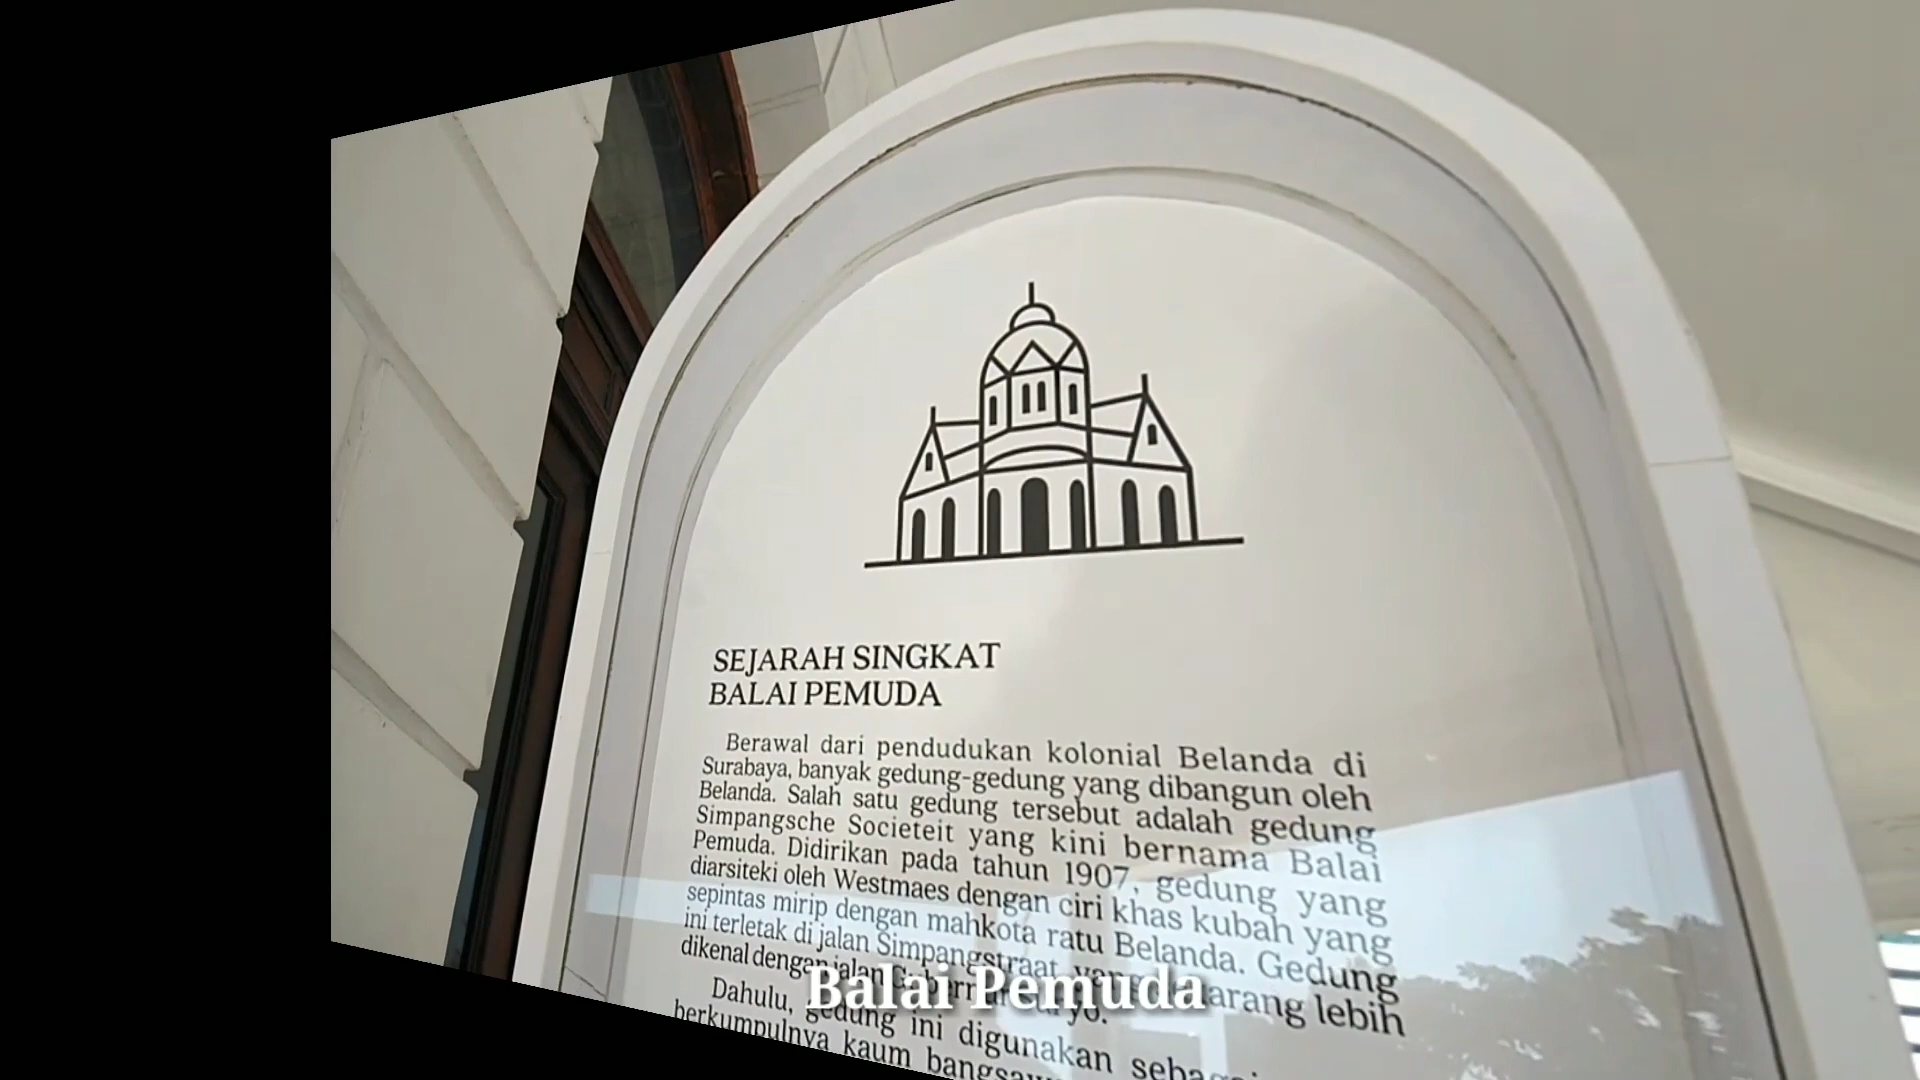 SEJARAH SINGKAT
BALAI PEMUDA
Berawal dari pendudukan kolonial Belanda di
Surabaya, banyak gedung-gedung yang dibangun oleh
Belanda. Salah satu gedung tersebut adalah gedung
Simpangsche Societeit yang kini bernama Balai
Pemuda. Didirikan pada tahun 1907, gedung yang
diarsiteki oleh Westmaes dengan ciri khas kubah yang
sepintas mirip dengan mahkota ratu Belanda. Gedung
ini terletak di jalan Simpangstraat yang sekarang lebih
dikenal dengan jalan
Balai Pemuda
Dahulu, gedung ini digunakan sebagai
berkumpulnya kaum